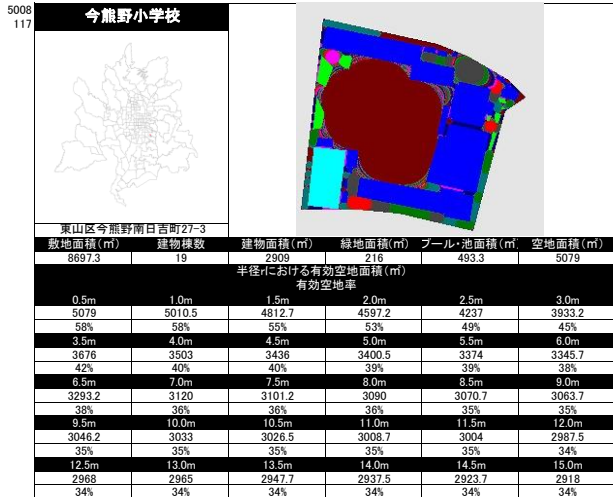 5008
117
今熊野小学校
東山区今熊野南日吉町27-3
敷地面積(㎡) 建物棟数 建物面積(㎡) 緑地面積(㎡) プール・池面積(㎡) 空地面積(㎡)
8697.3 19 2909 216 493.3 5079
半径rにおける有効空地面積(㎡)
有効空地率
0.5m 1.0m 1.5m 2.0m 2.5m 3.0m
5079 5010.5 4812.7 4597.2 4237 3933.2
58% 58% 55% 53% 49% 45%
3.5m 4.0m 4.5m 5.0m 5.5m 6.0m
3676 3503 3436 3400.5 3374 3345.7
42% 40% 40% 39% 39% 38%
6.5m 7.0m 7.5m 8.0m 8.5m 9.0m
3293.2 3120 3101.2 3090 3070.7 3063.7
38% 36% 36% 36% 35% 35%
9.5m 10.0m 10.5m 11.0m 11.5m 12.0m
3046.2 3033 3026.5 3008.7 3004 2987.5
35% 35% 35% 35% 35% 34%
12.5m 13.0m 13.5m 14.0m 14.5m 15.0m
2968 2965 2947.7 2937.5 2923.7 2918
34% 34% 34% 34% 34% 34%